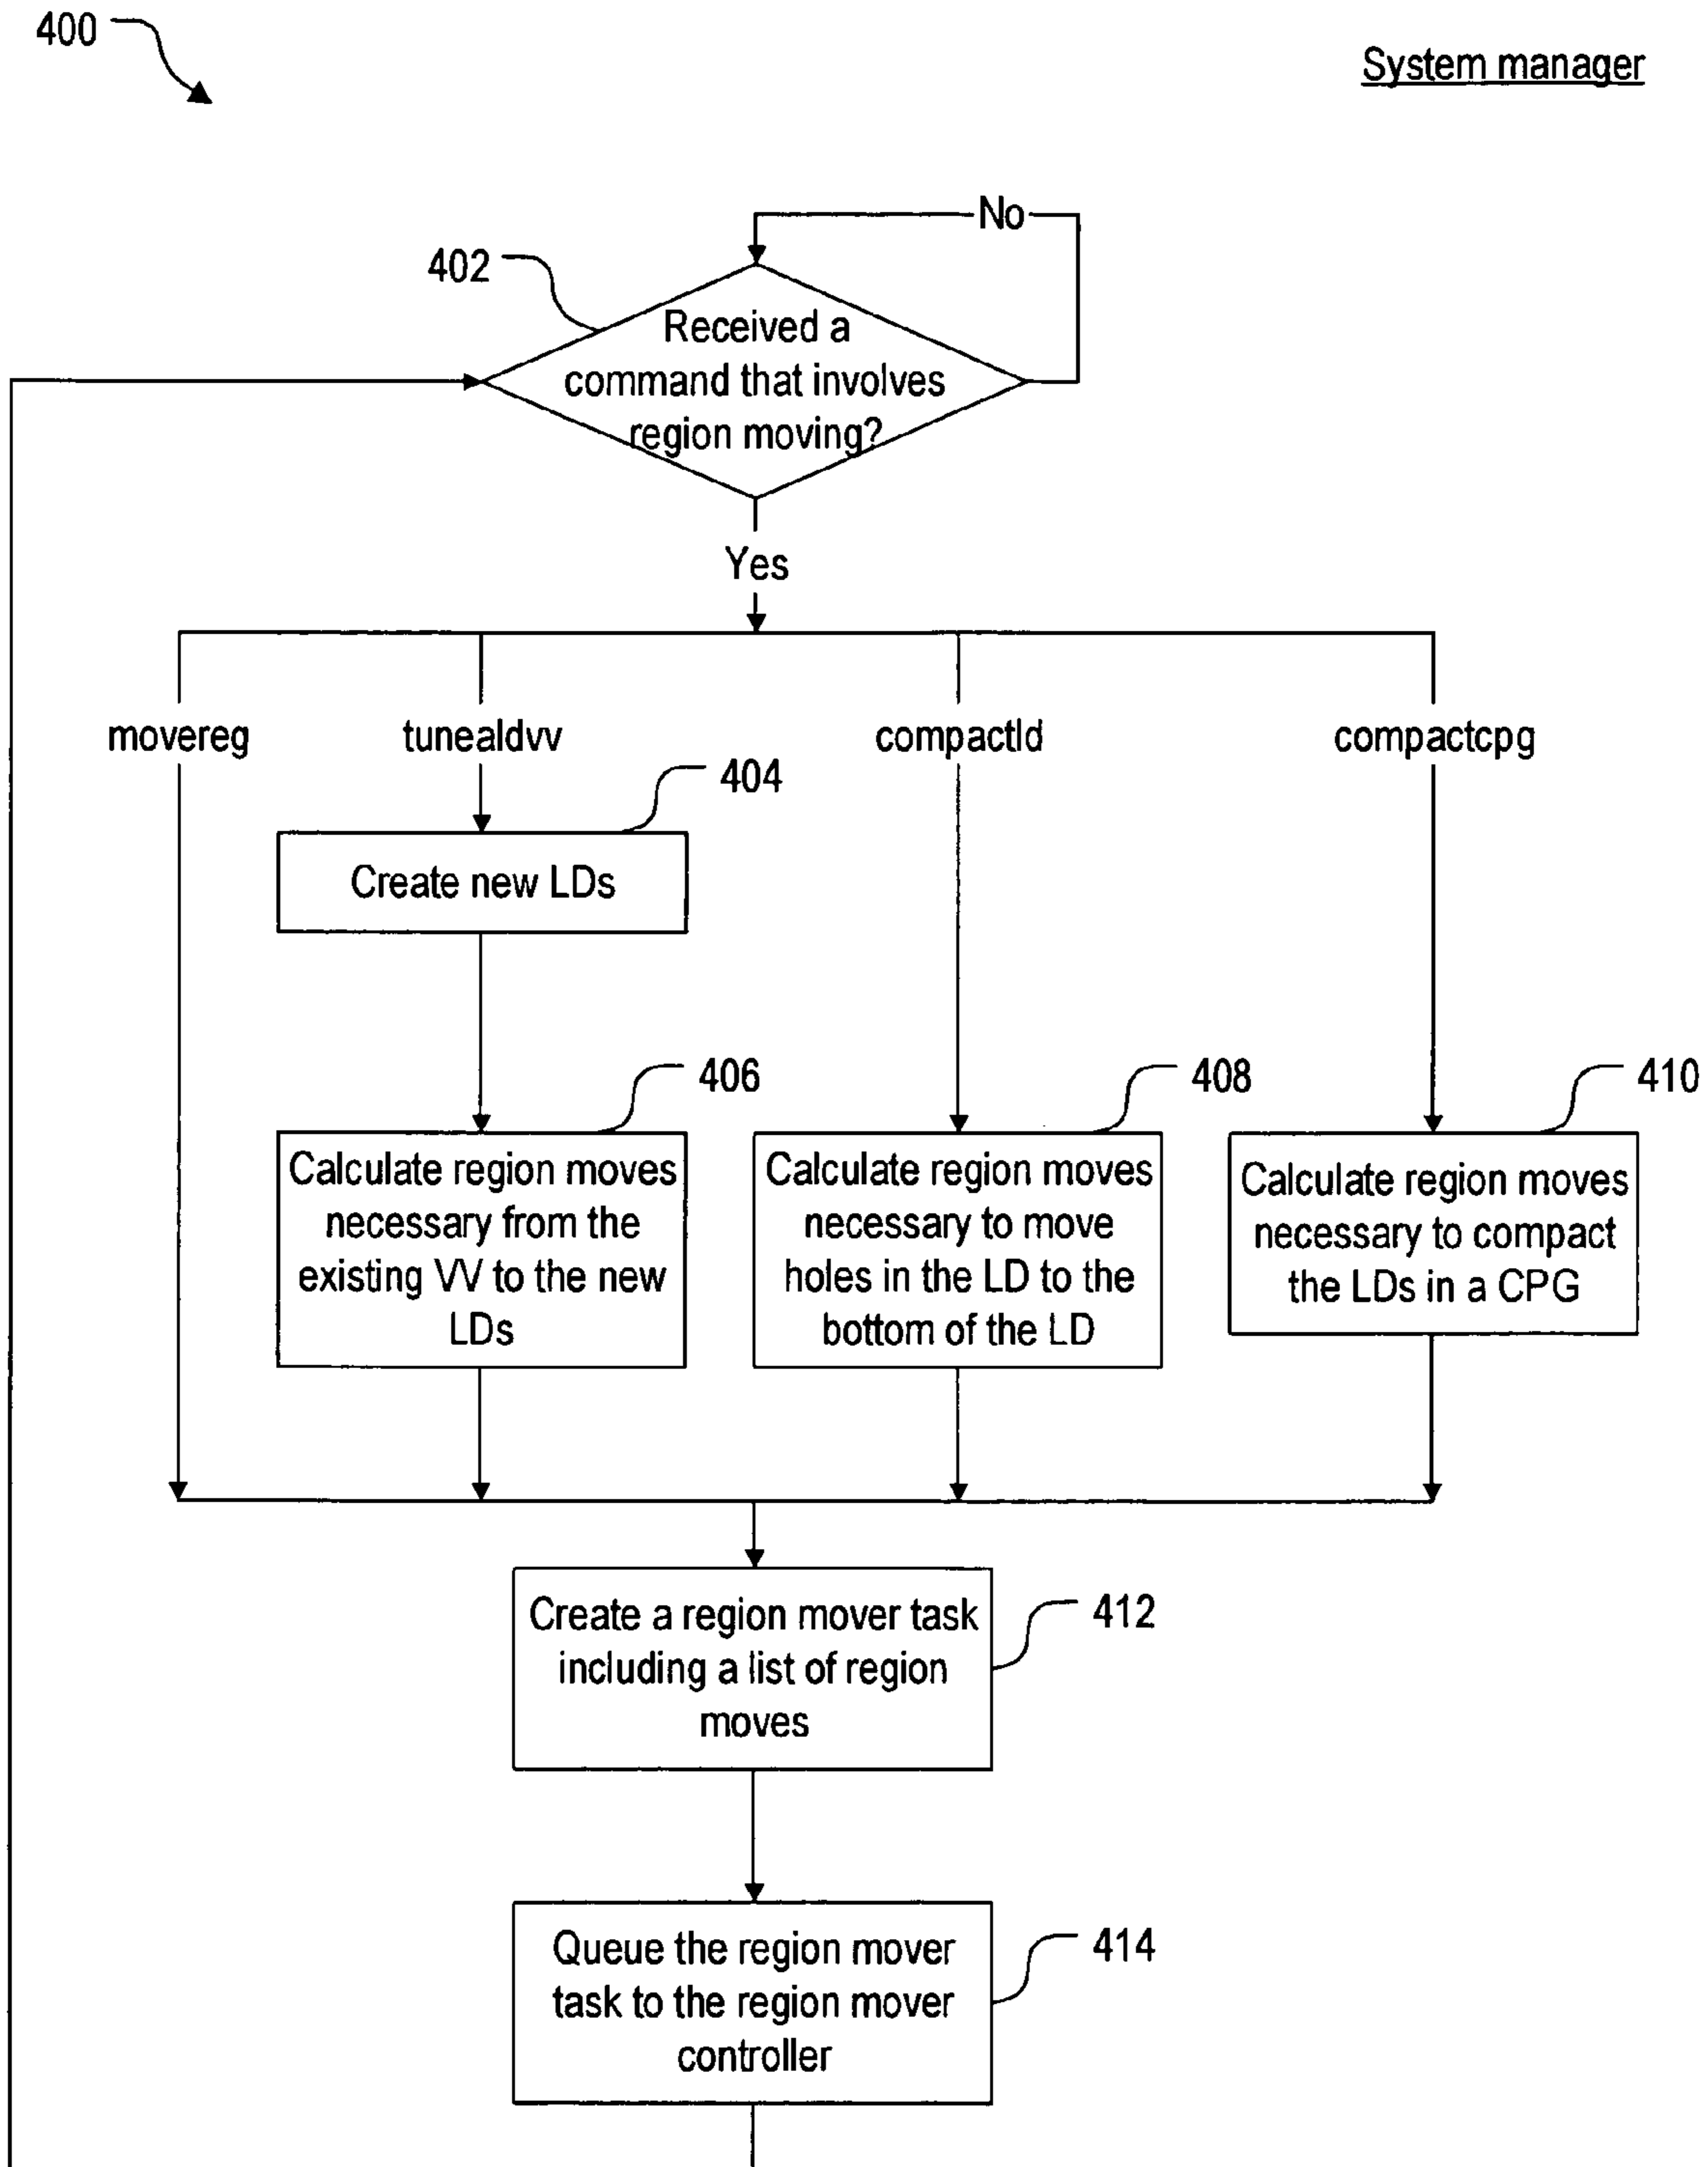 400
System manager
No
402
Received a
command that involves
region moving?
Yes
movereg
tunealdvv
compactld
compactcpg
404
Create new LDs
406
408
410
Calculate region moves
necessary from the
existing VV to the new
LDs
Calculate region moves
necessary to move
holes in the LD to the
bottom of the LD
Calculate region moves
necessary to compact
the LDs in a CPG
Create a region mover task
including a list of region
moves
412
Queue the region mover
task to the region mover
controller
414